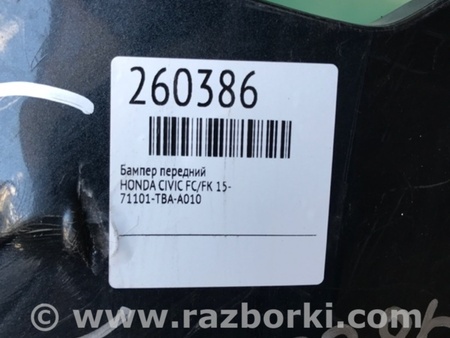 260386
Бампер передний
HONDA CIVIC FC/FK 15-
71101-TBA-A010
© www.razborki.com